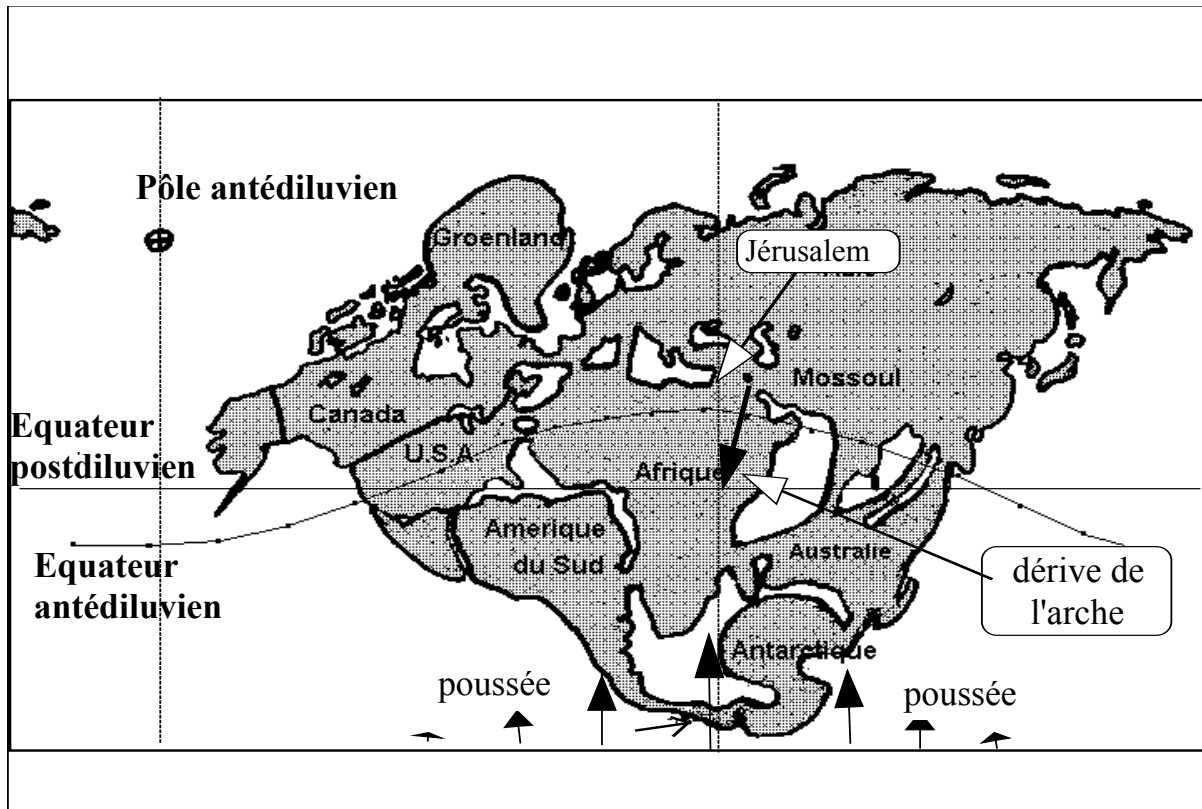 Pôle antédiluvien
Groenland
Jérusalem
Mossoul
Canada
Equateur
postdiluvien
U.S.A.
Afrique
Amérique
du Sud
Australie
Equateur
antédiluvien
dérive de
l'arche
Antarctique
poussée
poussée